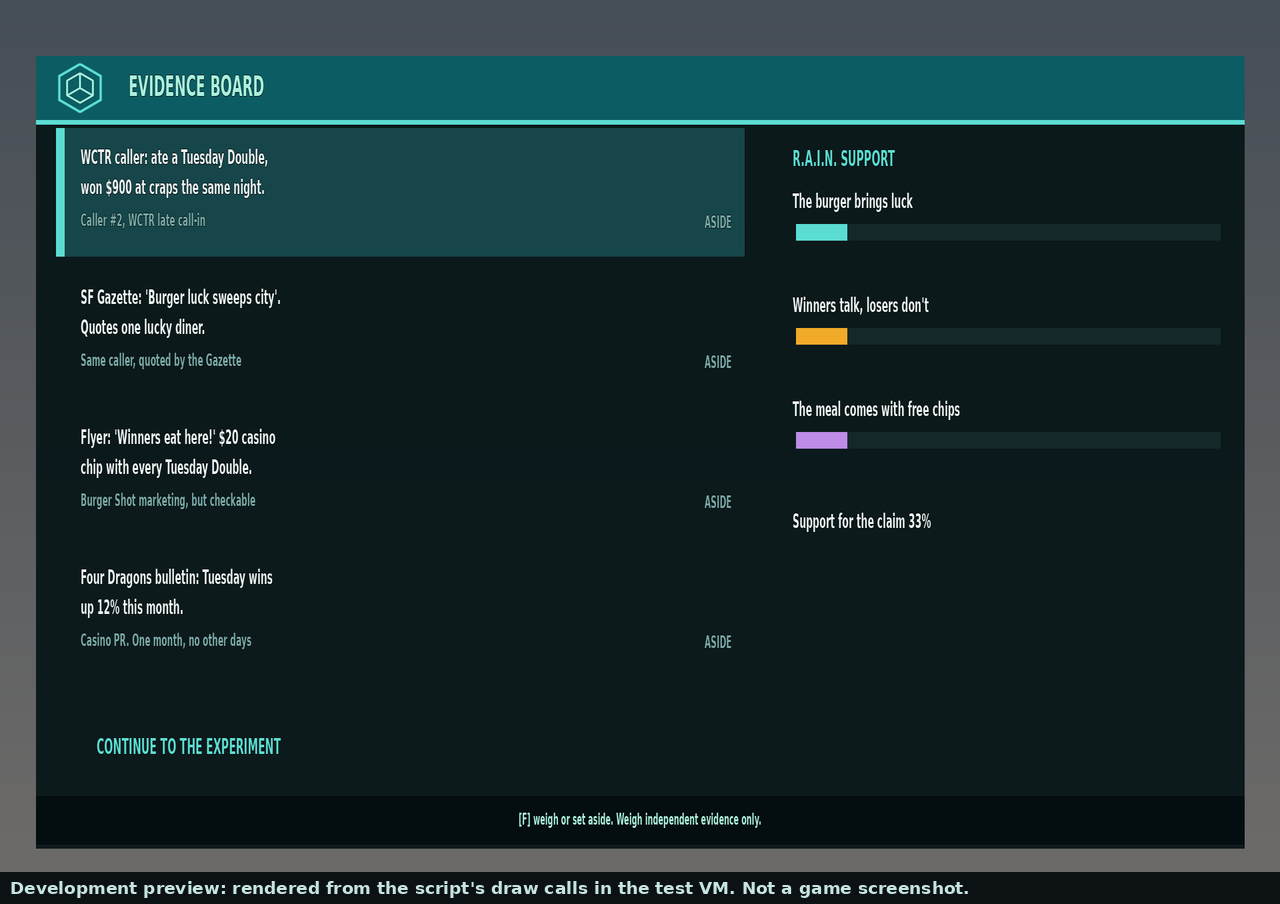 EVIDENCE BOARD
WCTR caller: ate a Tuesday Double,
won $900 at craps the same night.
Caller #2, WCTR late call-in
ASIDE
SF Gazette: 'Burger luck sweeps city'.
Quotes one lucky diner.
Same caller, quoted by the Gazette
ASIDE
Flyer: 'Winners eat here!' $20 casino
chip with every Tuesday Double.
Burger Shot marketing, but checkable
ASIDE
Four Dragons bulletin: Tuesday wins
up 12% this month.
Casino PR. One month, no other days
ASIDE
CONTINUE TO THE EXPERIMENT
R.A.I.N. SUPPORT
The burger brings luck
Winners talk, losers don't
The meal comes with free chips
Support for the claim 33%
[F] weigh or set aside. Weigh independent evidence only.
Development preview: rendered from the script's draw calls in the test VM. Not a game screenshot.